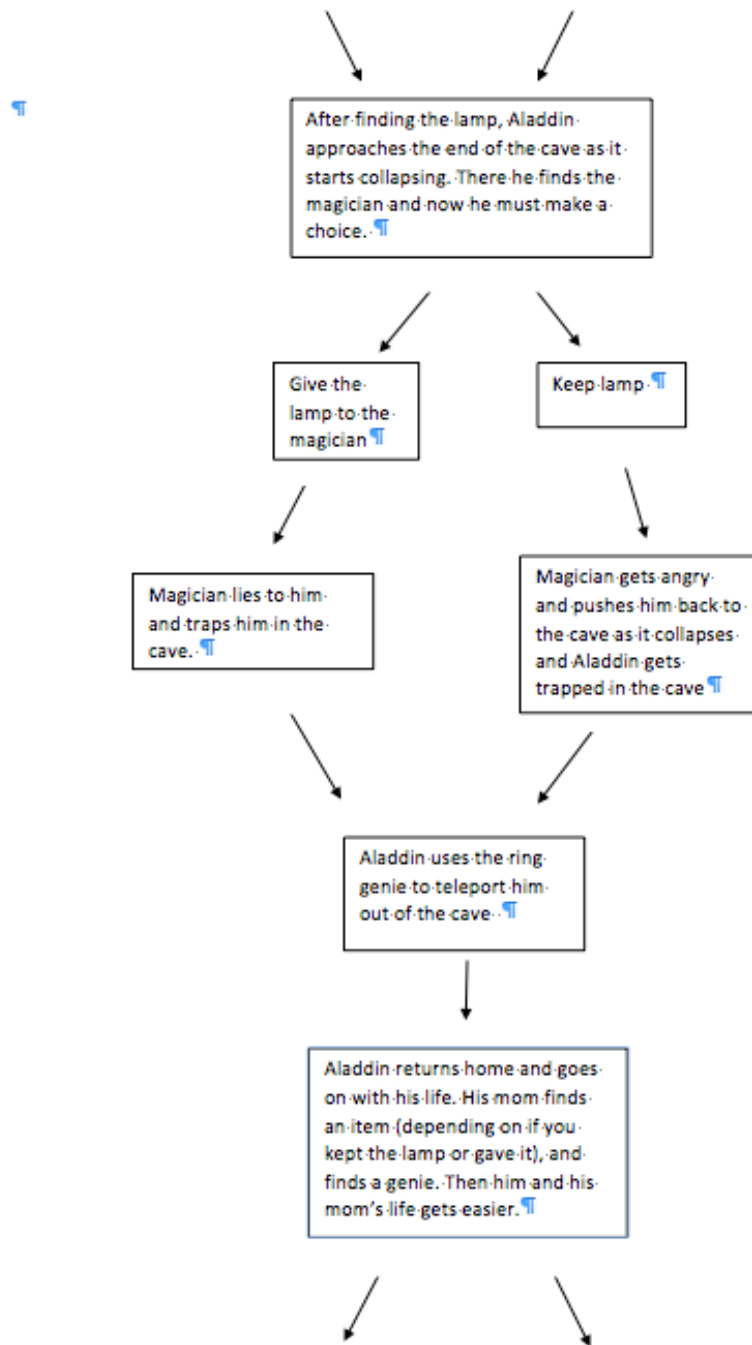 After finding the lamp, Aladdin
approaches the end of the cave as it
starts collapsing. There he finds the
magician and now he must make a
choice. ¶
¶
Give the
lamp to the
magician¶
Keep lamp ¶
Magician lies to him
and traps him in the
cave. ¶
Magician gets angry
and pushes him back to
the cave as it collapses
and Aladdin gets
trapped in the cave¶
Aladdin uses the ring
genie to teleport him
out of the cave ¶
Aladdin returns home and goes
on with his life. His mom finds
an item (depending on if you
kept the lamp or gave it), and
finds a genie. Then him and his
mom's life gets easier.¶